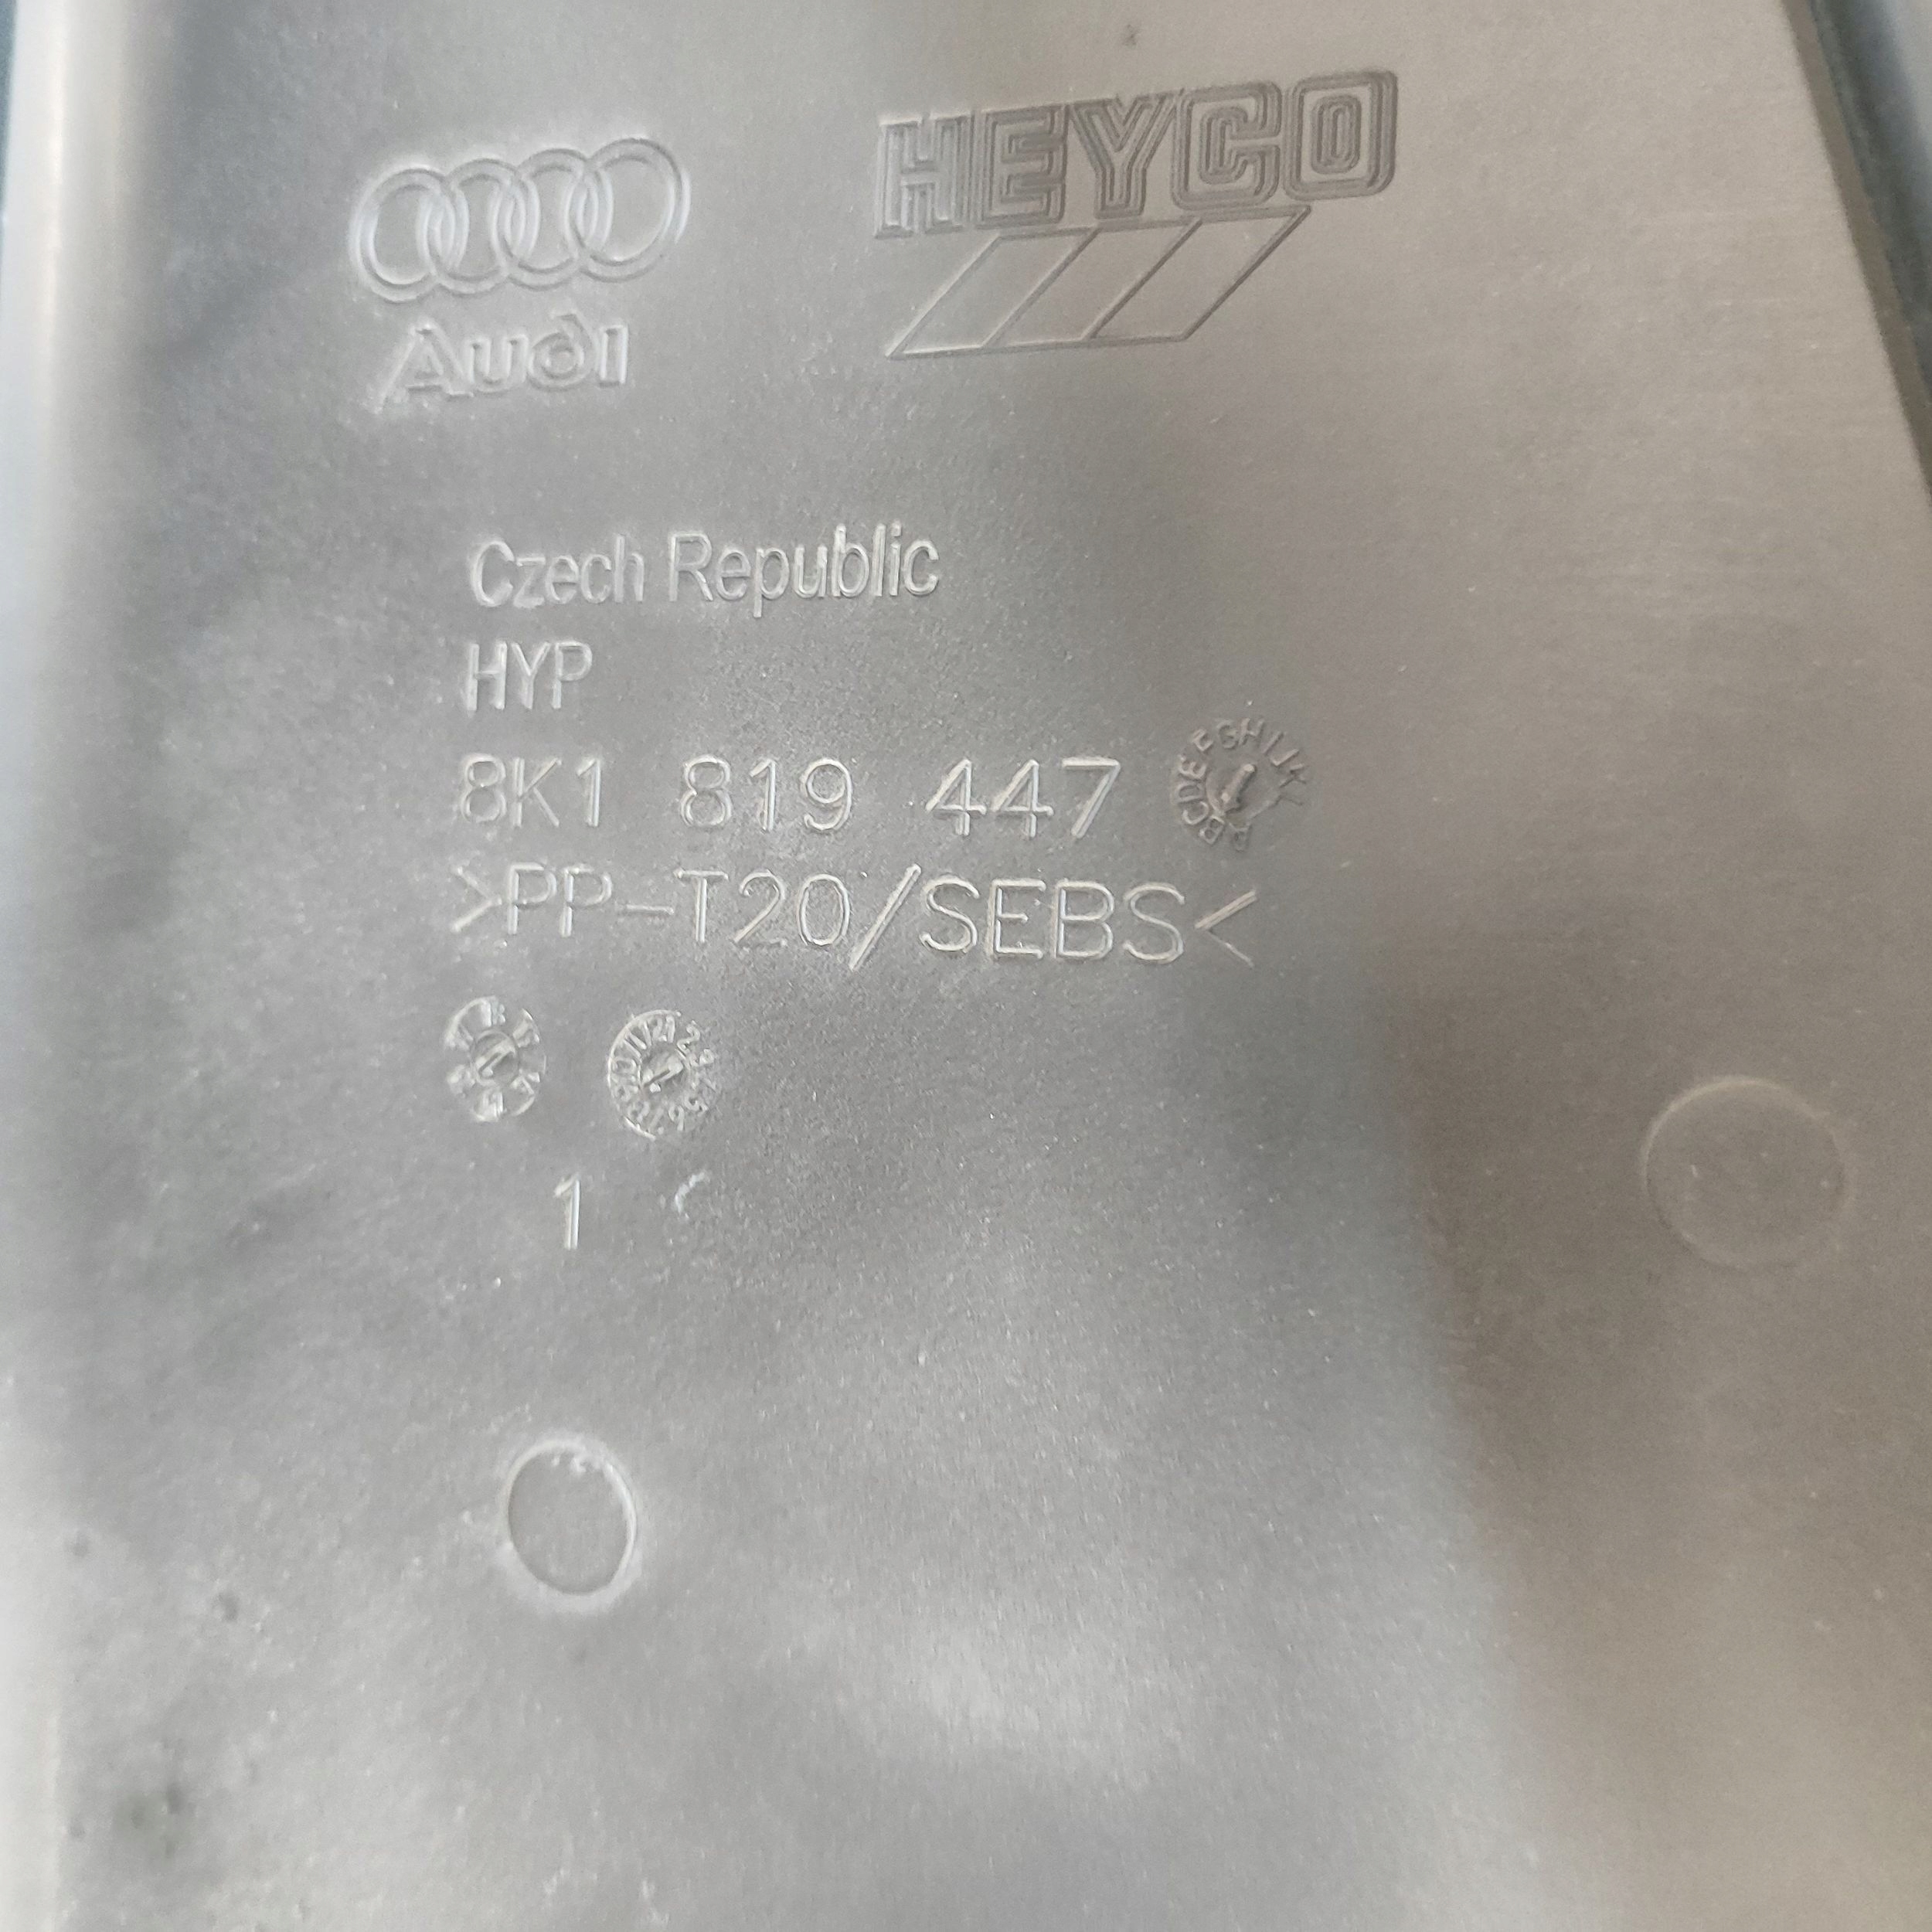 Audi
HEYCO
Czech Republic
HYP
8K1 819 447
>PP-T20/SEBS<
1